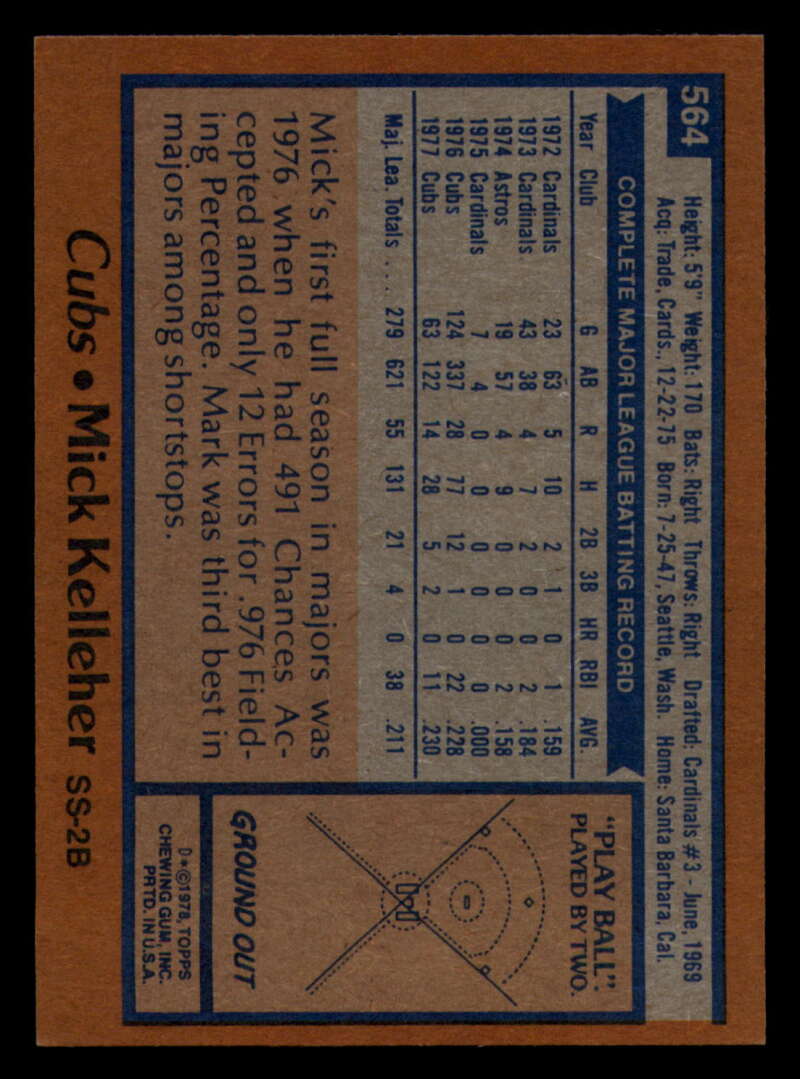 564
Height: 5'9" Weight: 170 Bats: Right Throws: Right Drafted: Cardinals #3 - June, 1969
Acq: Trade, Cards., 12-22-75 Born: 7-25-47, Seattle, Wash. Home: Santa Barbara, Cal.
COMPLETE MAJOR LEAGUE BATTING RECORD
Year Club G AB R H 2B 3B HR RBI AVG.
1972 Cardinals 23 63 5 10 2 1 0 1 .159
1973 Cardinals 43 38 4 7 2 0 0 2 .184
1974 Astros 19 57 4 9 0 0 0 2 .158
1975 Cardinals 7 4 0 0 0 0 0 0 .000
1976 Cubs 124 337 28 77 12 1 0 22 .228
1977 Cubs 63 122 14 28 5 2 0 11 .230
Maj. Lea. Totals . . . . 279 621 55 131 21 4 0 38 .211
Mick's first full season in majors was
1976 when he had 491 Chances Ac-
cepted and only 12 Errors for .976 Field-
ing Percentage. Mark was third best in
majors among shortstops.
"PLAY BALL"
PLAYED BY TWO.
GROUND OUT
D*©1978, TOPPS
CHEWING GUM, INC.
PRTD. IN U.S.A.
Cubs • Mick Kelleher SS-2B